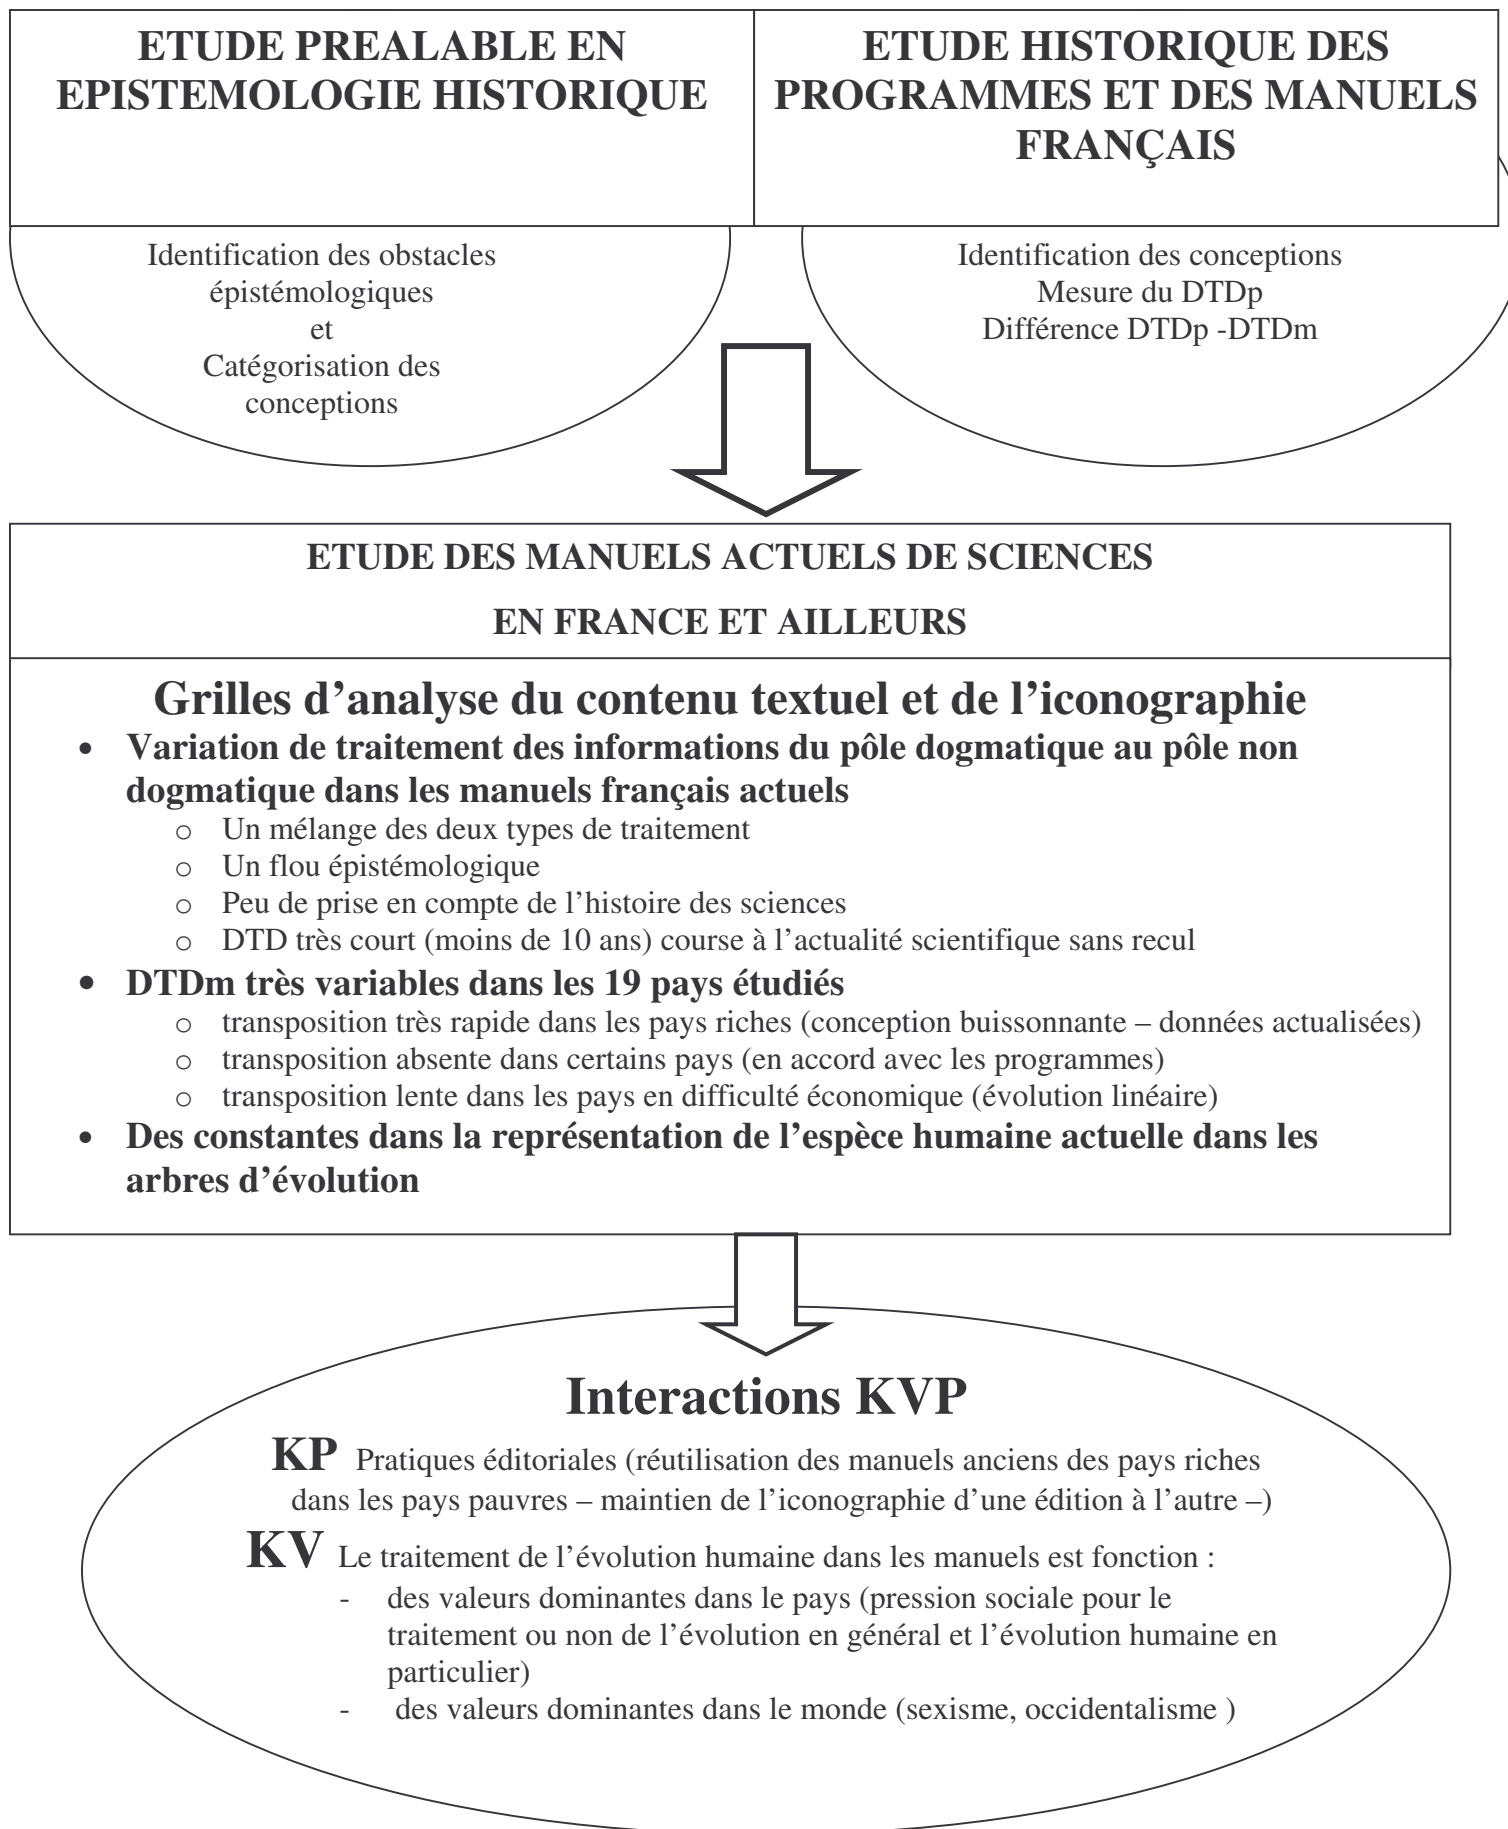 ETUDE PREALABLE EN
EPISTEMOLOGIE HISTORIQUE
ETUDE HISTORIQUE DES
PROGRAMMES ET DES MANUELS
FRANÇAIS
Identification des obstacles
épistémologiques
et
Catégorisation des
conceptions
Identification des conceptions
Mesure du DTDp
Différence DTDp -DTDm
ETUDE DES MANUELS ACTUELS DE SCIENCES
EN FRANCE ET AILLEURS
Grilles d’analyse du contenu textuel et de l’iconographie
• Variation de traitement des informations du pôle dogmatique au pôle non
dogmatique dans les manuels français actuels
o Un mélange des deux types de traitement
o Un flou épistémologique
o Peu de prise en compte de l’histoire des sciences
o DTD très court (moins de 10 ans) course à l’actualité scientifique sans recul
• DTDm très variables dans les 19 pays étudiés
o transposition très rapide dans les pays riches (conception buissonnante – données actualisées)
o transposition absente dans certains pays (en accord avec les programmes)
o transposition lente dans les pays en difficulté économique (évolution linéaire)
• Des constantes dans la représentation de l’espèce humaine actuelle dans les
arbres d’évolution
Interactions KVP
KP Pratiques éditoriales (réutilisation des manuels anciens des pays riches
dans les pays pauvres – maintien de l’iconographie d’une édition à l’autre –)
KV Le traitement de l’évolution humaine dans les manuels est fonction :
- des valeurs dominantes dans le pays (pression sociale pour le
traitement ou non de l’évolution en général et l’évolution humaine en
particulier)
- des valeurs dominantes dans le monde (sexisme, occidentalisme )